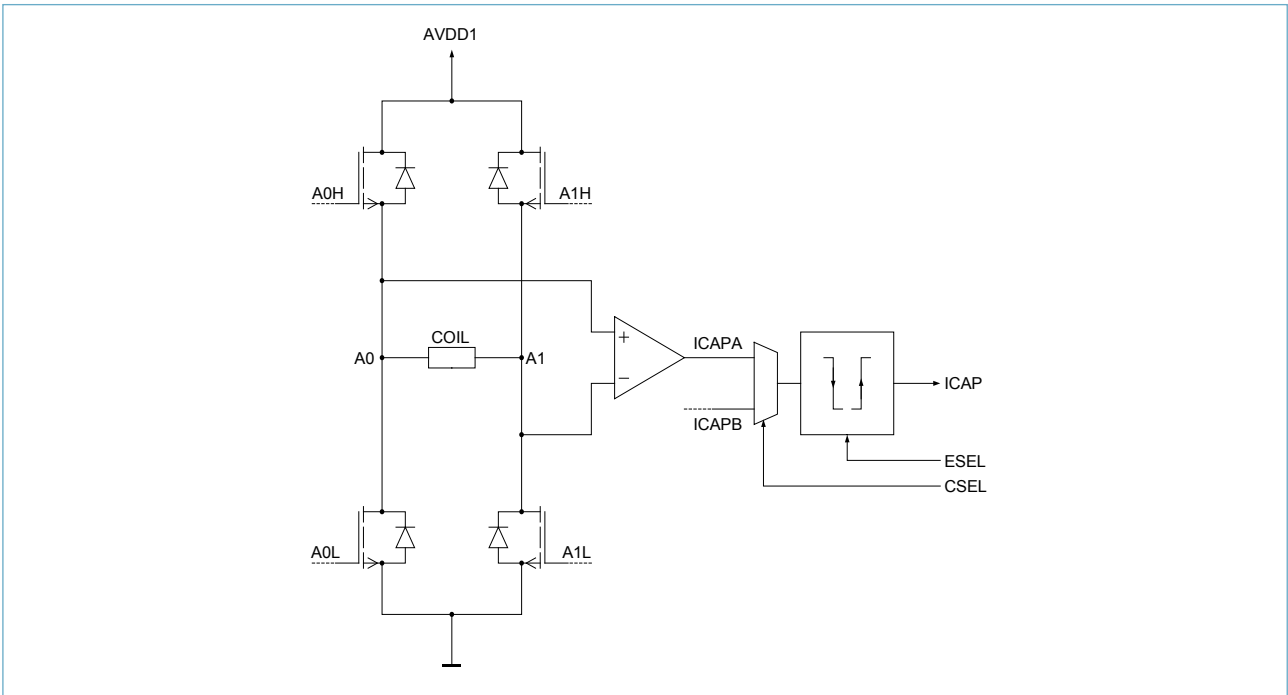 AVDD1
A0H
A1H
COIL
A0
A1
+
−
ICAPA
ICAPB
ICAP
ESEL
CSEL
A0L
A1L